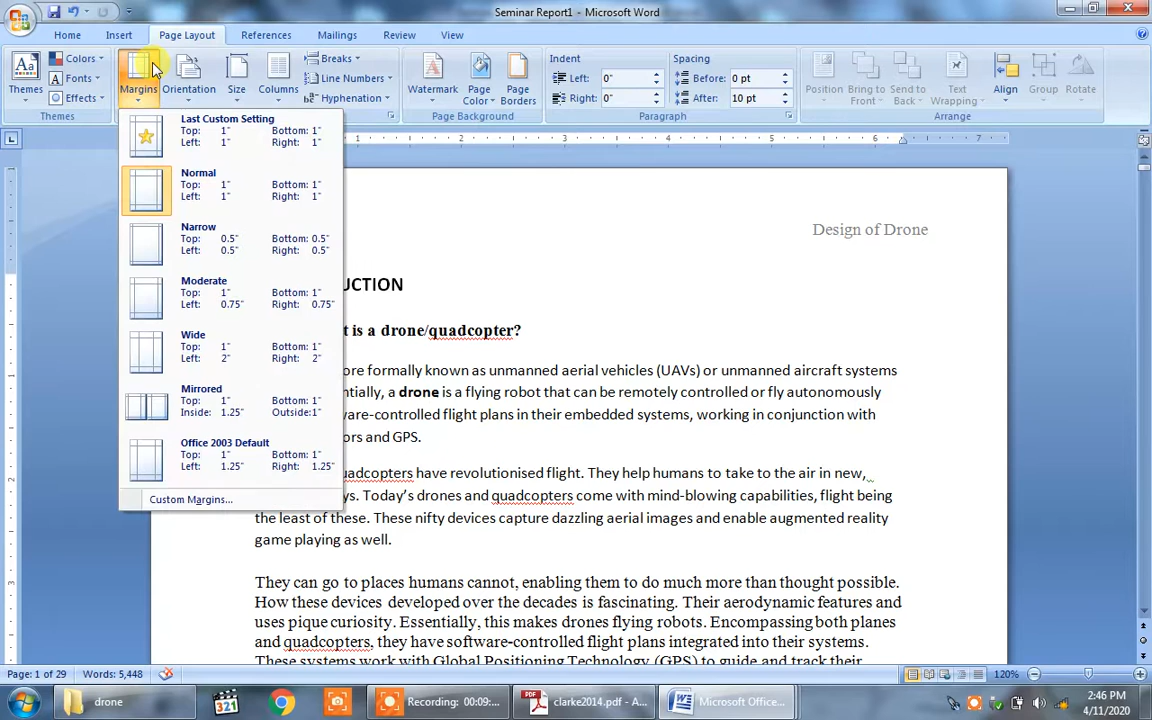 Seminar Report1 - Microsoft Word
Home Insert Page Layout References Mailings Review View
Themes Colors Fonts Effects Margins Orientation Size Columns Breaks Line Numbers Hyphenation Watermark Page Color Page Borders Indent Left: 0" Right: 0" Spacing Before: 0 pt After: 10 pt Position Bring to Front Send to Back Text Wrapping Align Group Rotate
Themes Page Background Paragraph Arrange
Last Custom Setting
Top: 1" Bottom: 1"
Left: 1" Right: 1"
Normal
Top: 1" Bottom: 1"
Left: 1" Right: 1"
Narrow
Top: 0.5" Bottom: 0.5"
Left: 0.5" Right: 0.5"
Moderate
Top: 1" Bottom: 1"
Left: 0.75" Right: 0.75"
Wide
Top: 1" Bottom: 1"
Left: 2" Right: 2"
Mirrored
Top: 1" Bottom: 1"
Inside: 1.25" Outside: 1"
Office 2003 Default
Top: 1" Bottom: 1"
Left: 1.25" Right: 1.25"
Custom Margins...
1 2 3 4 5 6 7
Design of Drone
UCTION
t is a drone/quadcopter?
ore formally known as unmanned aerial vehicles (UAVs) or unmanned aircraft systems
entially, a drone is a flying robot that can be remotely controlled or fly autonomously
ware-controlled flight plans in their embedded systems, working in conjunction with
ors and GPS.
uadcopters have revolutionised flight. They help humans to take to the air in new,
ys. Today's drones and quadcopters come with mind-blowing capabilities, flight being
the least of these. These nifty devices capture dazzling aerial images and enable augmented reality
game playing as well.
They can go to places humans cannot, enabling them to do much more than thought possible.
How these devices developed over the decades is fascinating. Their aerodynamic features and
uses pique curiosity. Essentially, this makes drones flying robots. Encompassing both planes
and quadcopters, they have software-controlled flight plans integrated into their systems.
These systems work with Global Positioning Technology (GPS) to guide and track their
Page: 1 of 29 Words: 5,448 120%
drone 321 Recording: 00:09:... clarke2014.pdf - A... Microsoft Office... 2:46 PM
4/11/2020